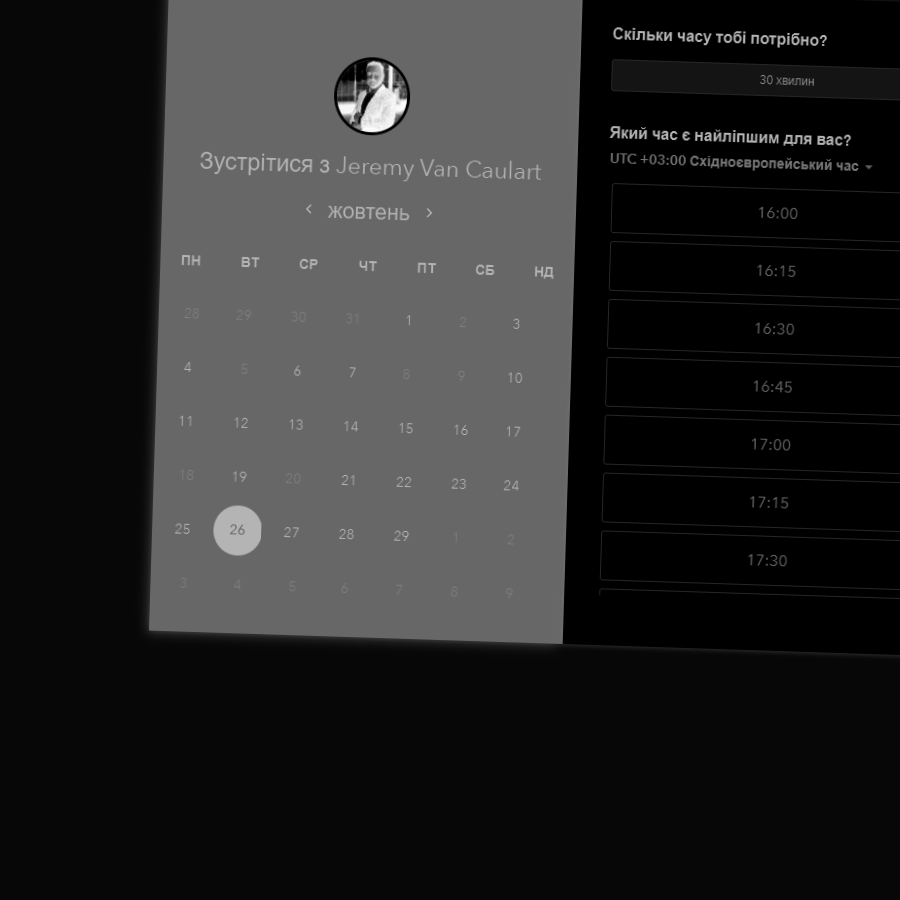 Зустрітися з Jeremy Van Caulart
‹ жовтень ›
ПН ВТ СР ЧТ ПТ СБ НД
28 29 30 31 1 2 3
4 5 6 7 8 9 10
11 12 13 14 15 16 17
18 19 20 21 22 23 24
25 26 27 28 29 1 2
3 4 5 6 7 8 9
Скільки часу тобі потрібно?
30 хвилин
Який час є найліпшим для вас?
UTC +03:00 Східноєвропейський час
16:00
16:15
16:30
16:45
17:00
17:15
17:30